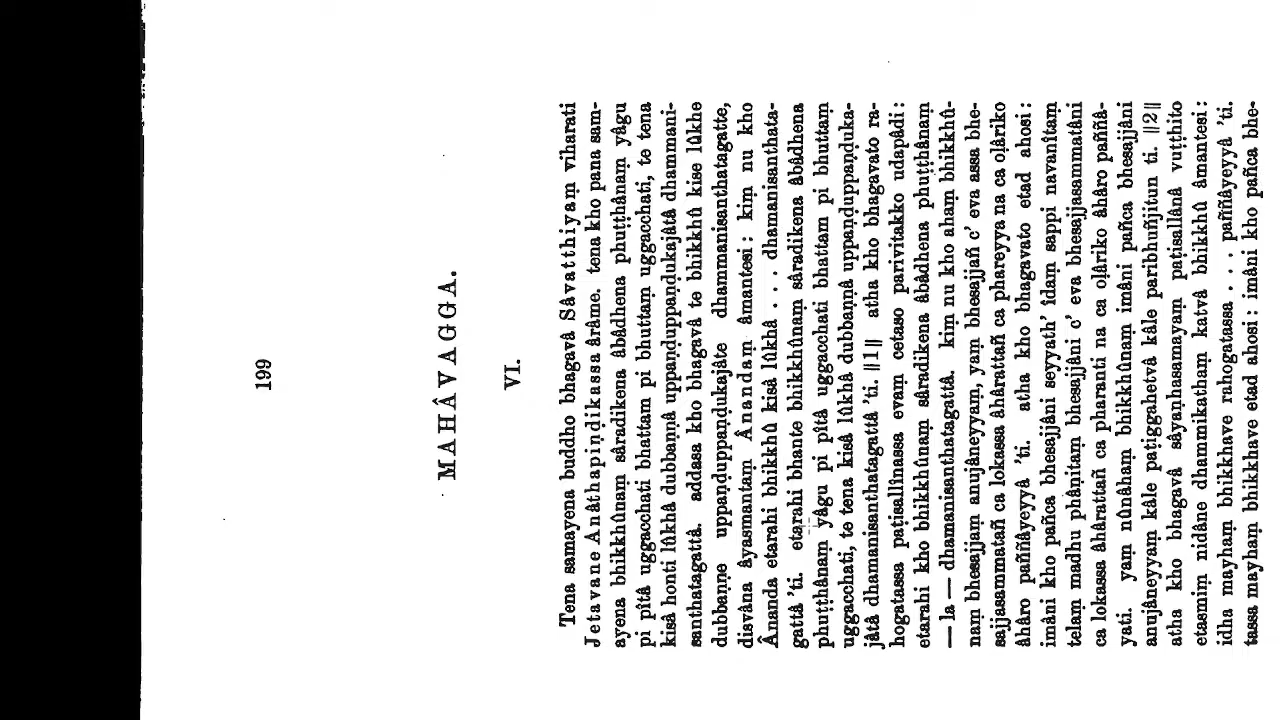 199
MAHÂVAGGA.
VI.
Tena samayena buddho bhagavâ Sâvatthiyaṃ viharati
Jetavane Anâthapiṇḍikassa ârâme. tena kho pana sam-
ayena bhikkhûnaṃ sâradikena âbâdhena phuṭṭhânaṃ yâgu
pi pîtâ uggacchati bhattam pi bhuttaṃ uggacchati, te tena
kisâ honti lûkhâ dubbaṇṇâ uppaṇḍuppaṇḍukajâtâ dhammani-
santhatagattâ. addasa kho bhagavâ te bhikkhû kise lûkhe
dubbaṇṇe uppaṇḍuppaṇḍukajâte dhammanisanthatagatte,
disvâna âyasmantaṃ Ânandaṃ âmantesi: kiṃ nu kho
Ânanda etarahi bhikkhû kisâ lûkhâ . . . dhamanisanthata-
gattâ 'ti. etarahi bhante bhikkhûnaṃ sâradikena âbâdhena
phuṭṭhânaṃ yâgu pi pîtâ uggacchati bhattam pi bhuttaṃ
uggacchati, te tena kisâ lûkhâ dubbaṇṇâ uppaṇḍuppaṇḍuka-
jâtâ dhamanisanthatagattâ 'ti. ||1|| atha kho bhagavato ra-
hogatassa paṭisallînassa evaṃ cetaso parivitakko udapâdi:
etarahi kho bhikkhûnaṃ sâradikena âbâdhena phuṭṭhânaṃ
— la — dhamanisanthatagattâ. kiṃ nu kho ahaṃ bhikkhû-
naṃ bhesajjaṃ anujâneyyaṃ, yaṃ bhesajjañ c' eva assa bhe-
sajjasammatañ ca lokassa âhârattañ ca phareyya na ca oḷâriko
âhâro paññâyeyyâ 'ti. atha kho bhagavato etad ahosi:
imâni kho pañca bhesajjâni seyyath' îdaṃ sappi navanîtaṃ
telaṃ madhu phâṇitaṃ bhesajjâni c' eva bhesajjasammatâni
ca lokassa âhârattañ ca pharanti na ca oḷâriko âhâro paññâ-
yati. yaṃ nûnâhaṃ bhikkhûnaṃ imâni pañca bhesajjâni
anujâneyyaṃ kâle paṭiggahetvâ kâle paribhuñjitun ti. ||2||
atha kho bhagavâ sâyaṇhasamayaṃ paṭisallânâ vuṭṭhito
etasmiṃ nidâne dhammikathaṃ katvâ bhikkhû âmantesi:
idha mayhaṃ bhikkhave rahogatassa . . . paññâyeyyâ 'ti.
tassa mayhaṃ bhikkhave etad ahosi: imâni kho pañca bhe-